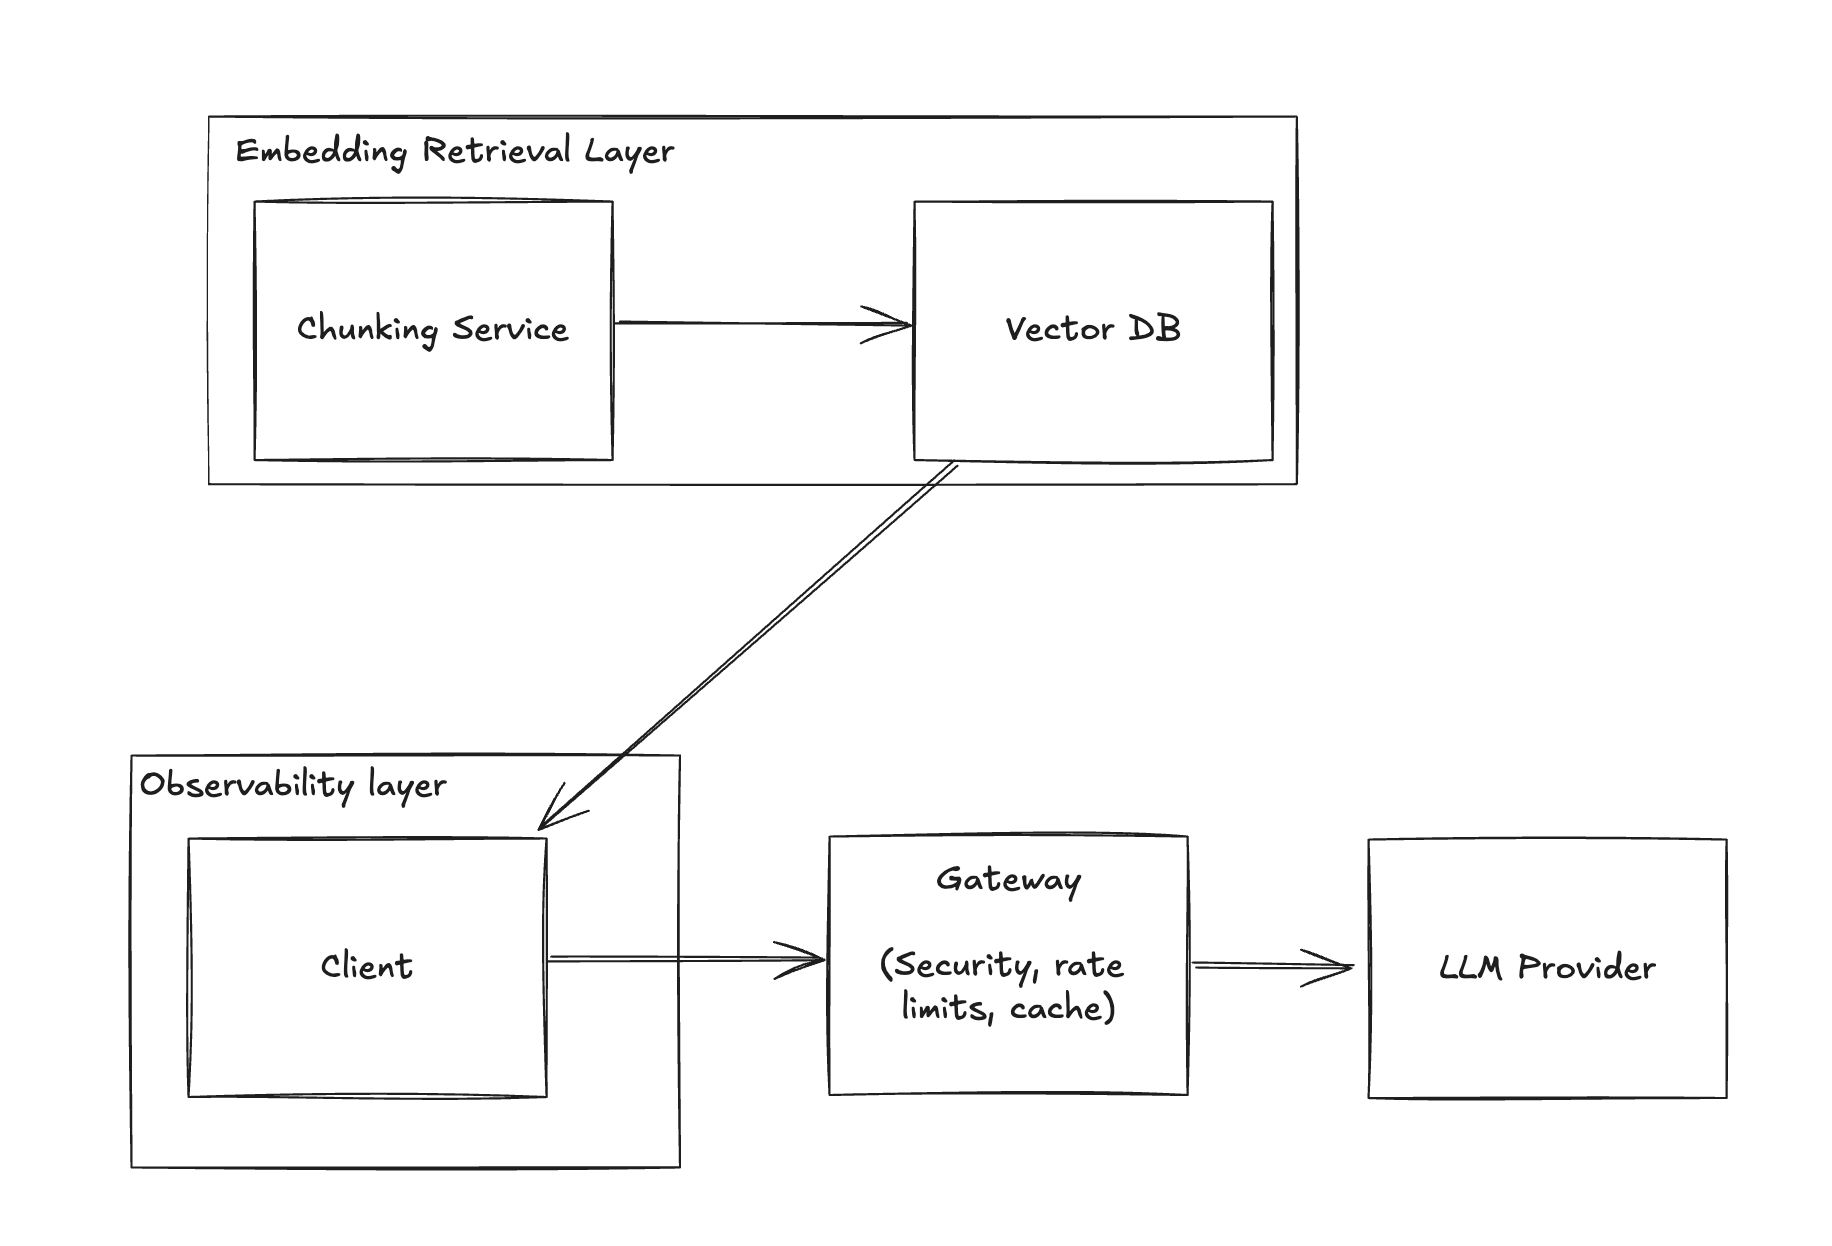 Embedding Retrieval Layer
Chunking Service
Vector DB
Observability layer
Client
Gateway
(Security, rate
limits, cache)
LLM Provider